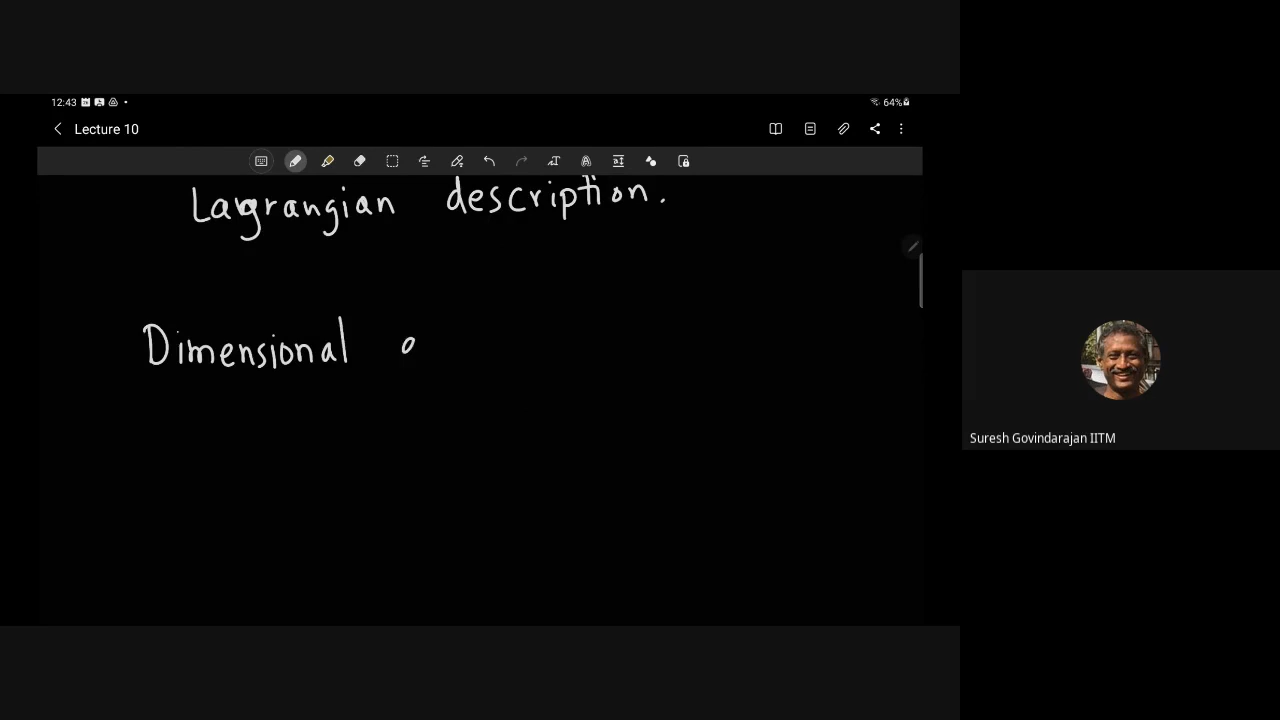 12:43 64%
Lecture 10
Lagrangian description.
Dimensional
Suresh Govindarajan IITM